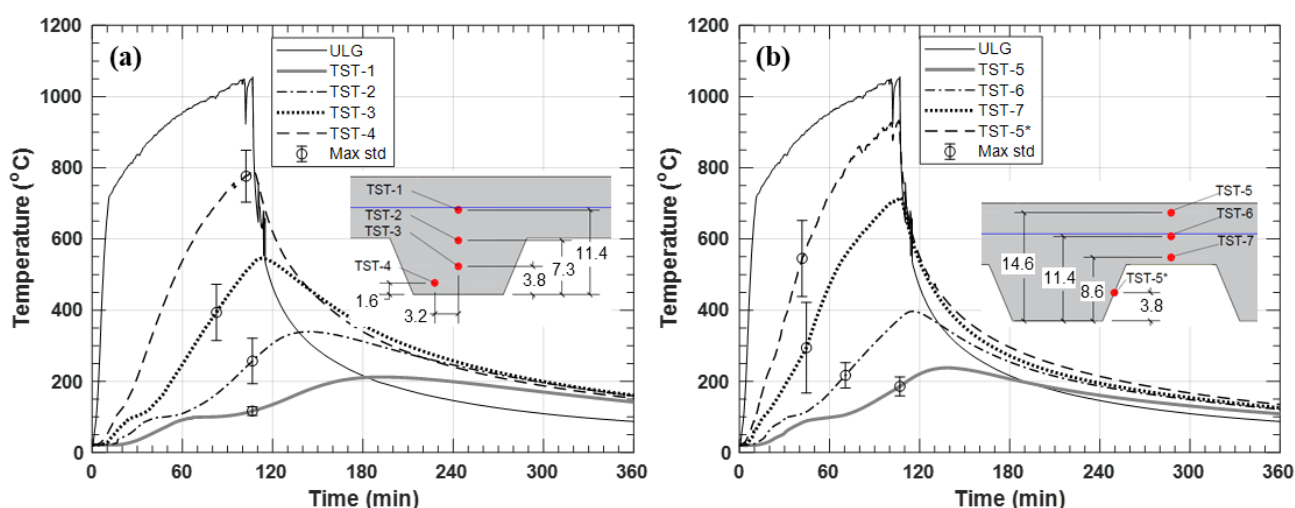 (a)
ULG
TST-1
TST-2
TST-3
TST-4
Max std
TST-1
TST-2
TST-3
TST-4
1.6
3.2
3.8
7.3
11.4
1200
1000
800
600
400
200
0
0 60 120 180 240 300 360
Temperature (°C)
Time (min)
(b)
ULG
TST-5
TST-6
TST-7
TST-5*
Max std
TST-5
TST-6
TST-7
TST-5*
14.6
11.4
8.6
3.8
1200
1000
800
600
400
200
0
0 60 120 180 240 300 360
Temperature (°C)
Time (min)